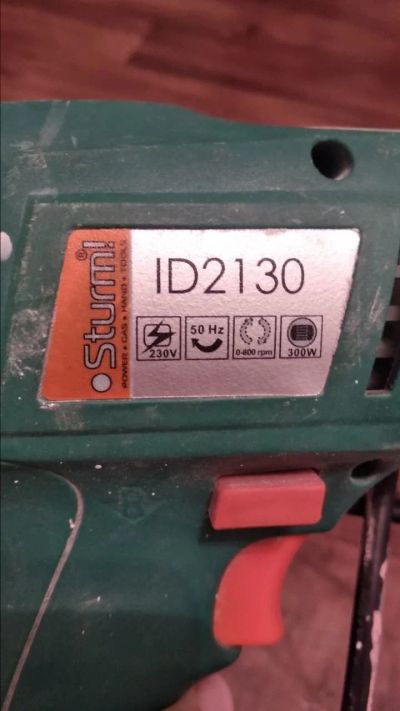 Sturm!®
POWER • GAS • HAND • TOOLS
ID2130
230V
50 Hz
0-800 rpm
300W
R